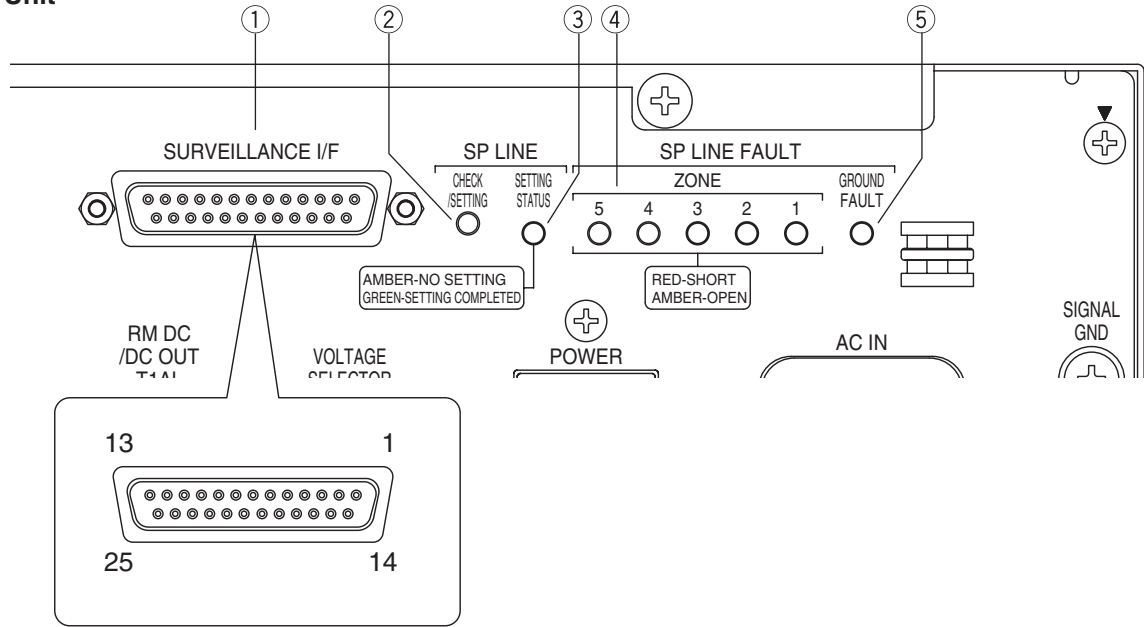 Unit
1 2 3 4 5
SURVEILLANCE I/F
SP LINE
SP LINE FAULT
CHECK
/SETTING
SETTING
STATUS
ZONE
GROUND
FAULT
5 4 3 2 1
AMBER-NO SETTING
GREEN-SETTING COMPLETED
RED-SHORT
AMBER-OPEN
RM DC
/DC OUT
VOLTAGE
SELECTOR
POWER
AC IN
SIGNAL
GND
13 1
25 14